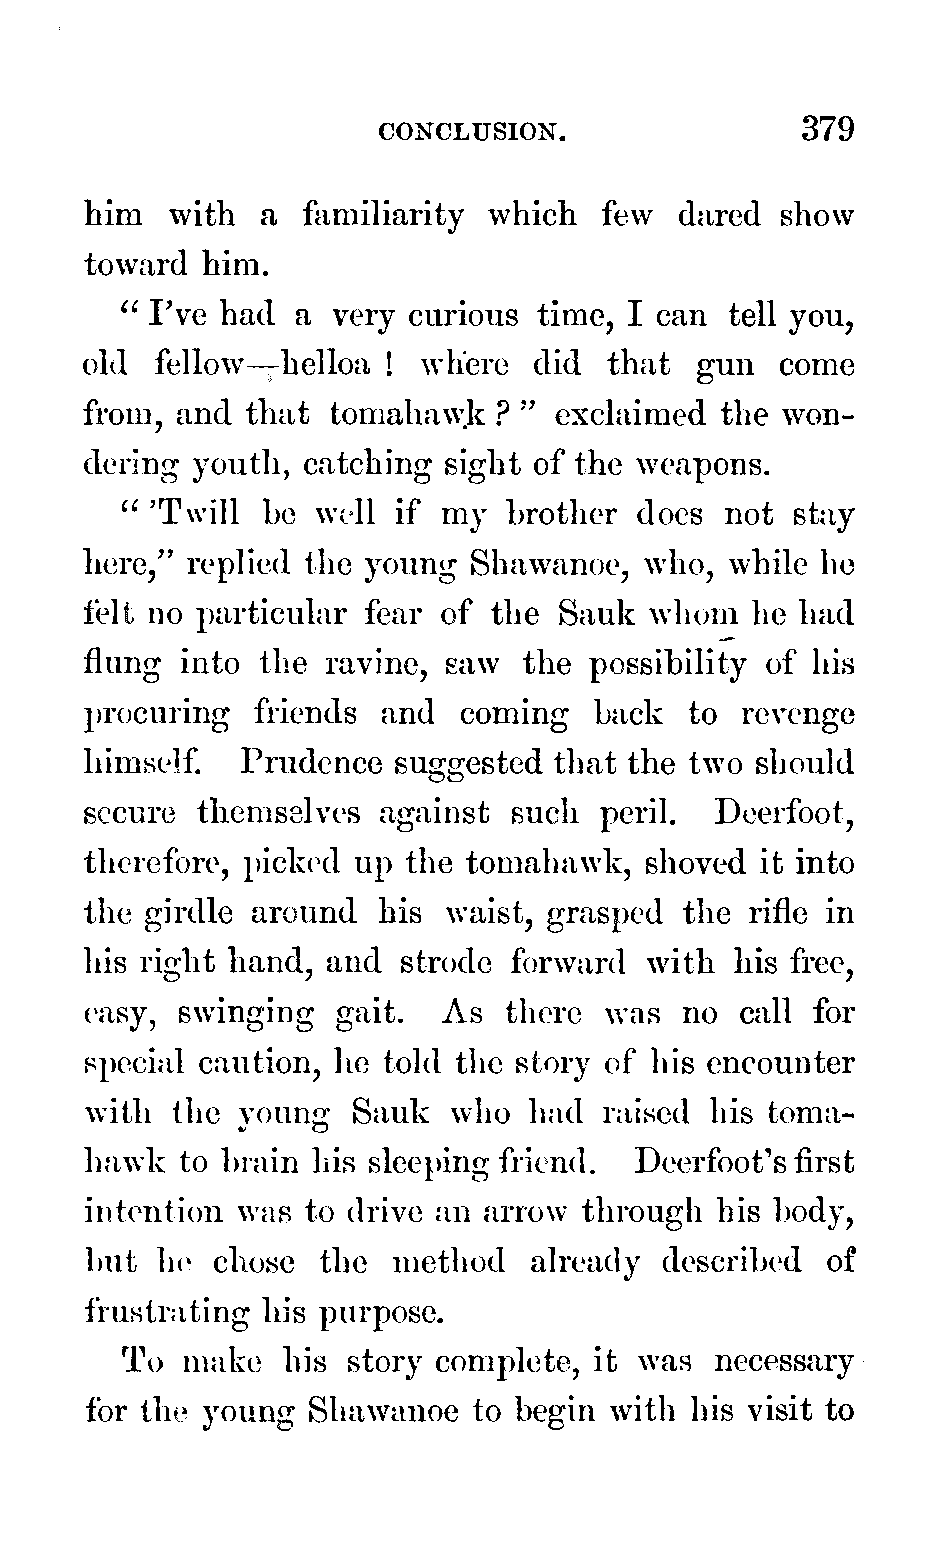 CONCLUSION. 379
him with a familiarity which few dared show
toward him.
“ I’ve had a very curious time, I can tell you,
old fellow—helloa ! where did that gun come
from, and that tomahawk ? ” exclaimed the won-
dering youth, catching sight of the weapons.
“ ’Twill be well if my brother does not stay
here,” replied the young Shawanoe, who, while he
felt no particular fear of the Sauk whom he had
flung into the ravine, saw the possibility of his
procuring friends and coming back to revenge
himself. Prudence suggested that the two should
secure themselves against such peril. Deerfoot,
therefore, picked up the tomahawk, shoved it into
the girdle around his waist, grasped the rifle in
his right hand, and strode forward with his free,
easy, swinging gait. As there was no call for
special caution, he told the story of his encounter
with the young Sauk who had raised his toma-
hawk to brain his sleeping friend. Deerfoot’s first
intention was to drive an arrow through his body,
but he chose the method already described of
frustrating his purpose.
To make his story complete, it was necessary
for the young Shawanoe to begin with his visit to